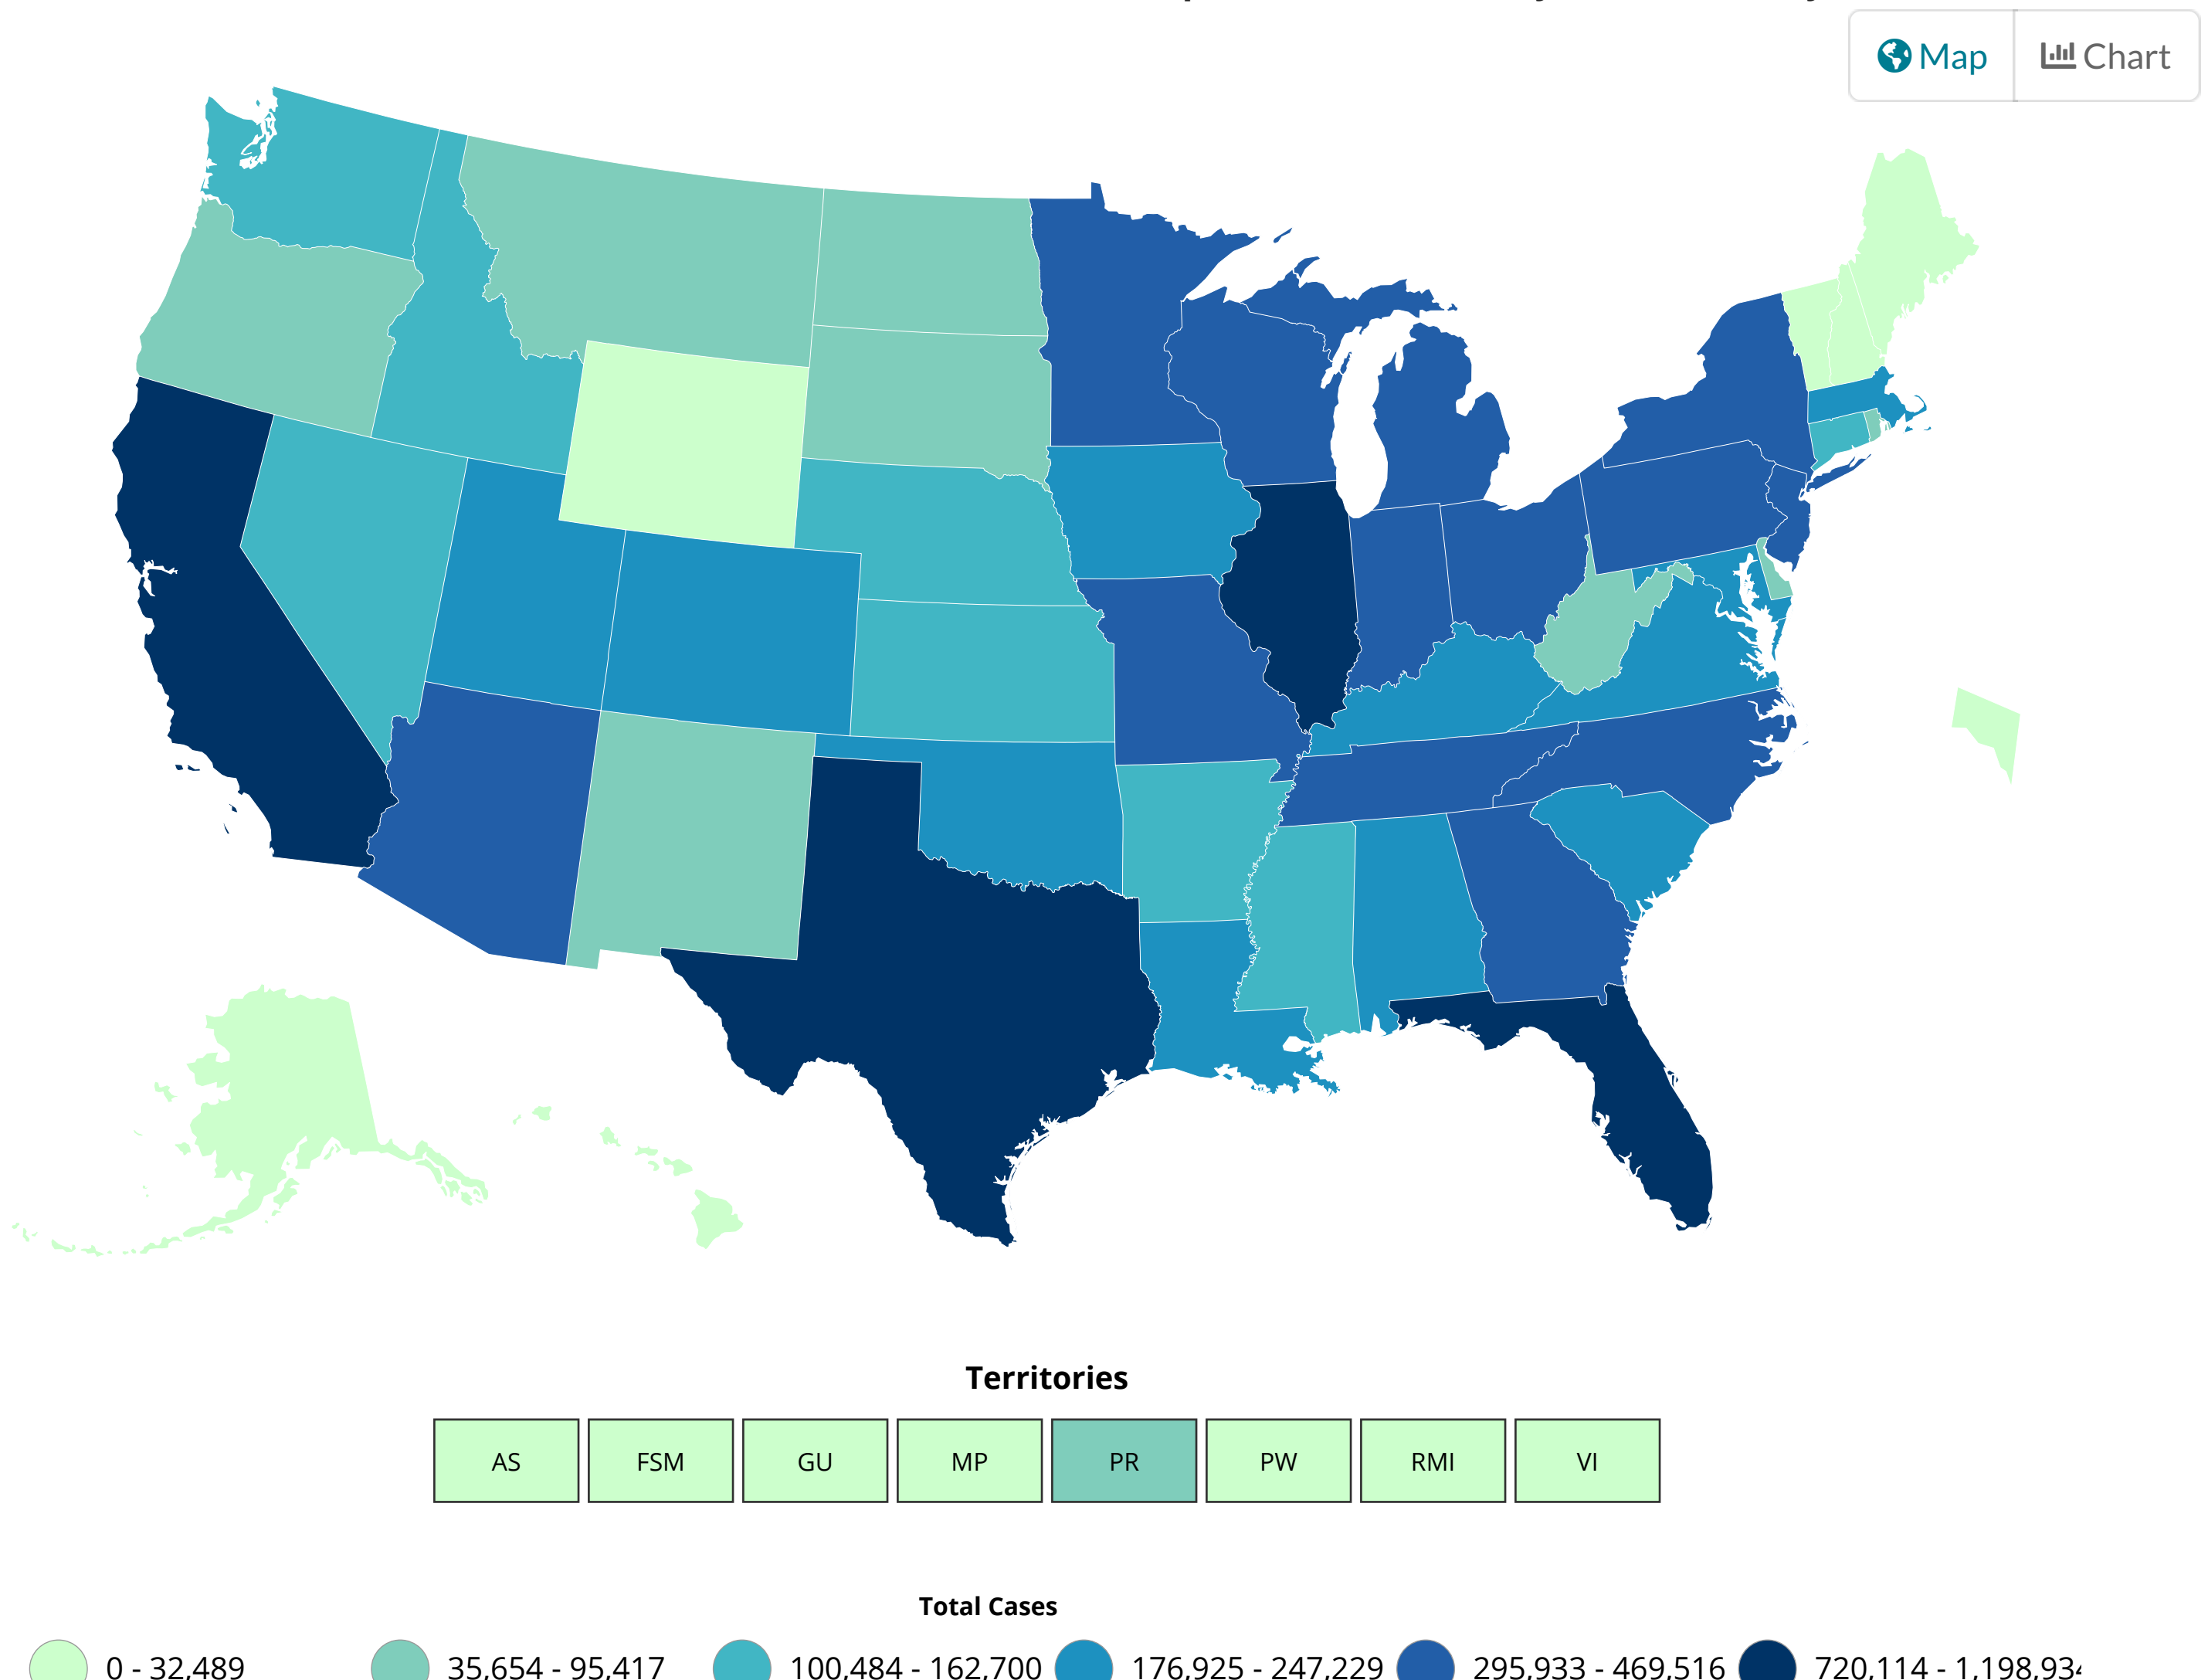 Map
Chart
Territories
AS
FSM
GU
MP
PR
PW
RMI
VI
Total Cases
0 - 32,489
35,654 - 95,417
100,484 - 162,700
176,925 - 247,229
295,933 - 469,516
720,114 - 1,198,934